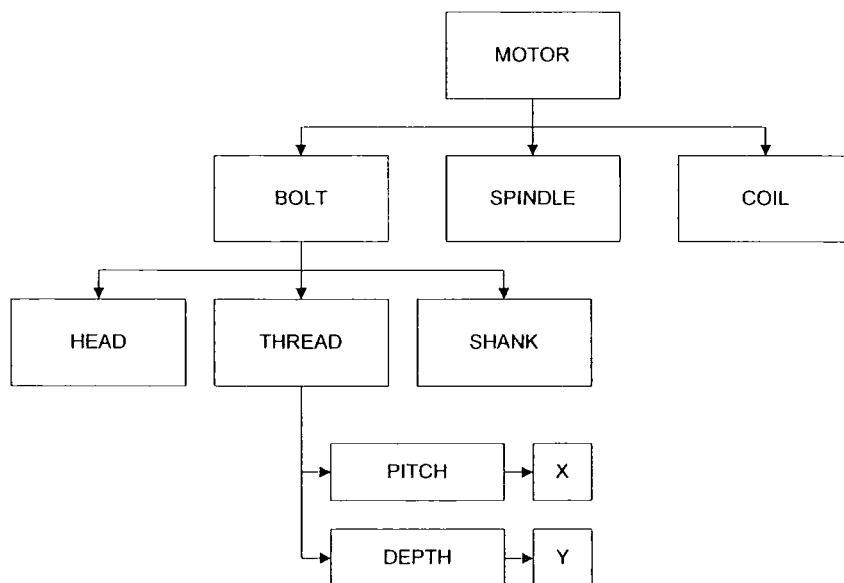 MOTOR
BOLT
SPINDLE
COIL
HEAD
THREAD
SHANK
PITCH
X
DEPTH
Y